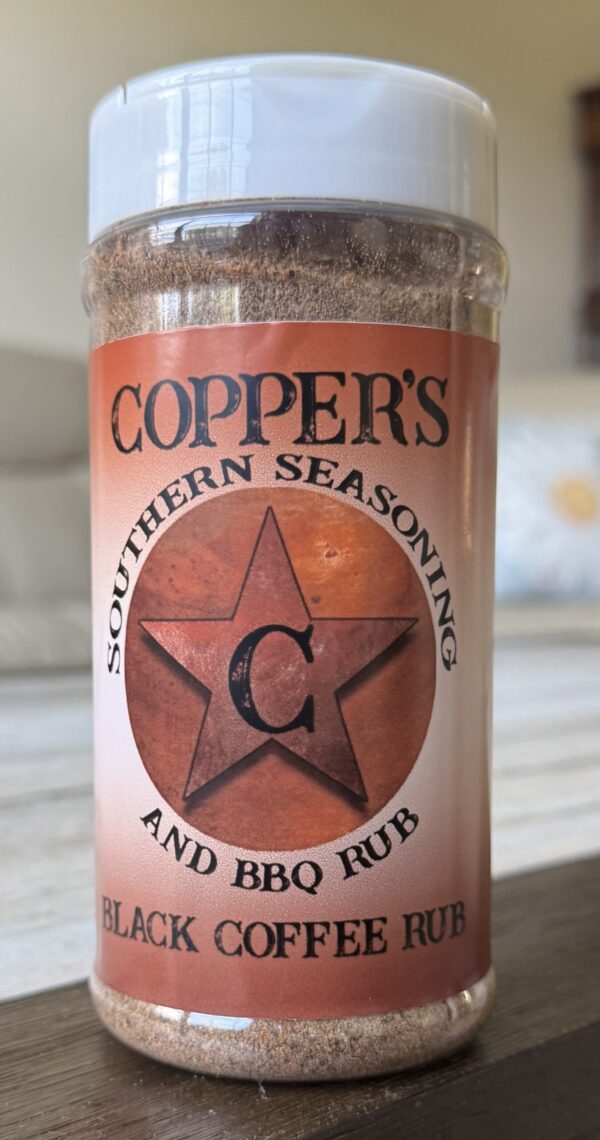 COPPER'S
SOUTHERN SEASONING
C
AND BBQ RUB
BLACK COFFEE RUB